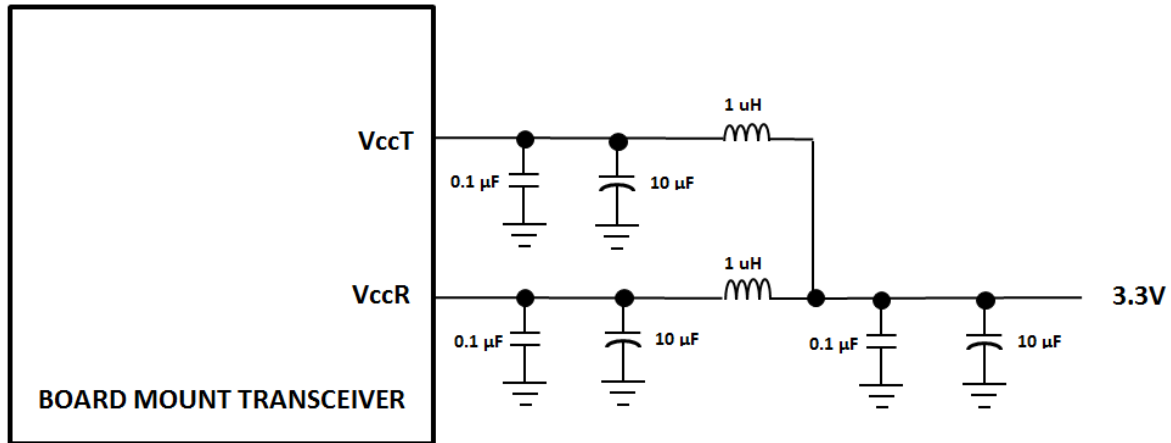 1 uH
VccT
0.1 µF
10 µF
1 uH
VccR
3.3V
0.1 µF
10 µF
0.1 µF
10 µF
BOARD MOUNT TRANSCEIVER